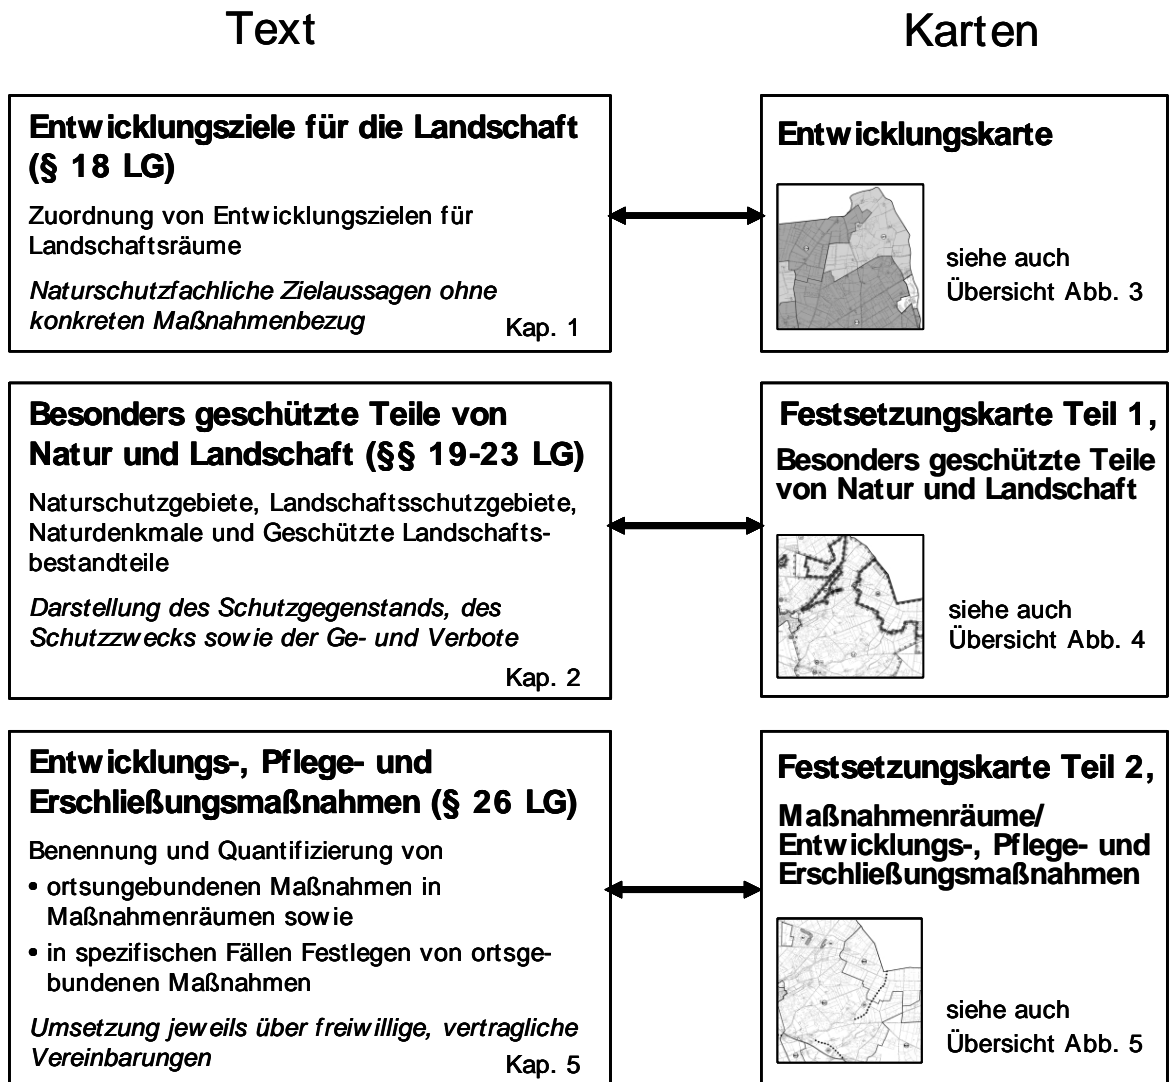 Text
Karten
Entwicklungsziele für die Landschaft
(§ 18 LG)
Zuordnung von Entwicklungszielen für
Landschaftsräume
Naturschutzfachliche Zielaussagen ohne
konkreten Maßnahmenbezug
Kap. 1
Entwicklungskarte
siehe auch
Übersicht Abb. 3
Besonders geschützte Teile von
Natur und Landschaft (§§ 19-23 LG)
Naturschutzgebiete, Landschaftsschutzgebiete,
Naturdenkmale und Geschützte Landschafts-
bestandteile
Darstellung des Schutzgegenstands, des
Schutzzwecks sowie der Ge- und Verbote
Kap. 2
Festsetzungskarte Teil 1,
Besonders geschützte Teile
von Natur und Landschaft
siehe auch
Übersicht Abb. 4
Entwicklungs-, Pflege- und
Erschließungsmaßnahmen (§ 26 LG)
Benennung und Quantifizierung von
• ortsungebundenen Maßnahmen in
Maßnahmenräumen sowie
• in spezifischen Fällen Festlegen von ortsge-
bundenen Maßnahmen
Umsetzung jeweils über freiwillige, vertragliche
Vereinbarungen
Kap. 5
Festsetzungskarte Teil 2,
Maßnahmenräume/
Entwicklungs-, Pflege- und
Erschließungsmaßnahmen
siehe auch
Übersicht Abb. 5